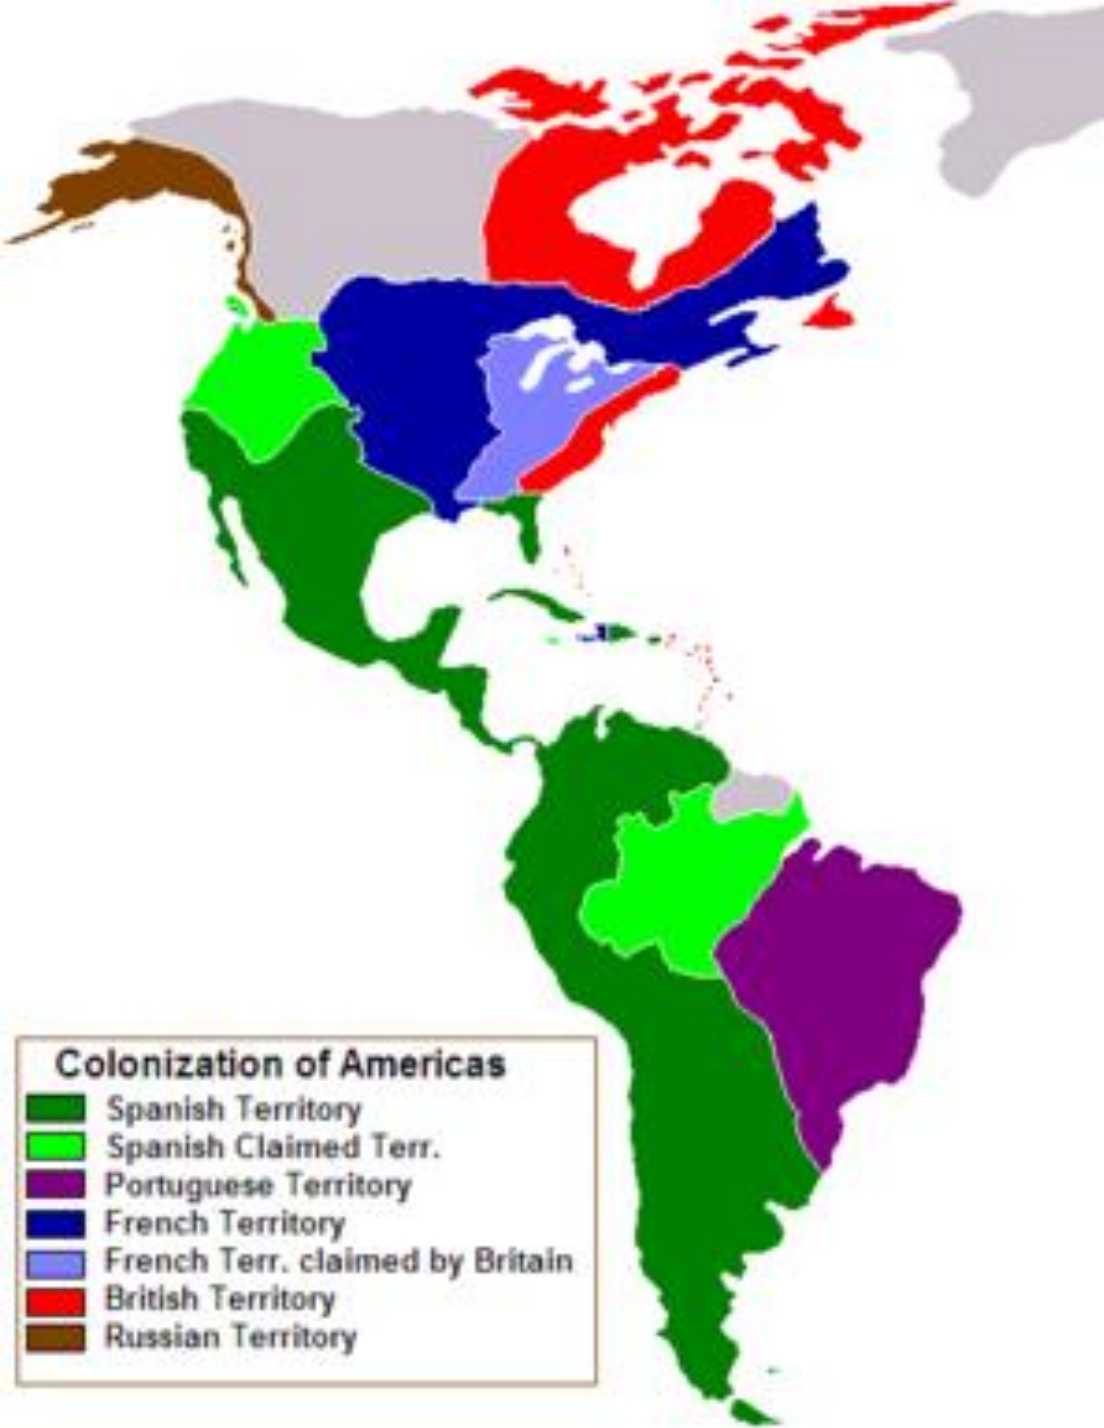 Colonization of Americas
Spanish Territory
Spanish Claimed Terr.
Portuguese Territory
French Territory
French Terr. claimed by Britain
British Territory
Russian Territory